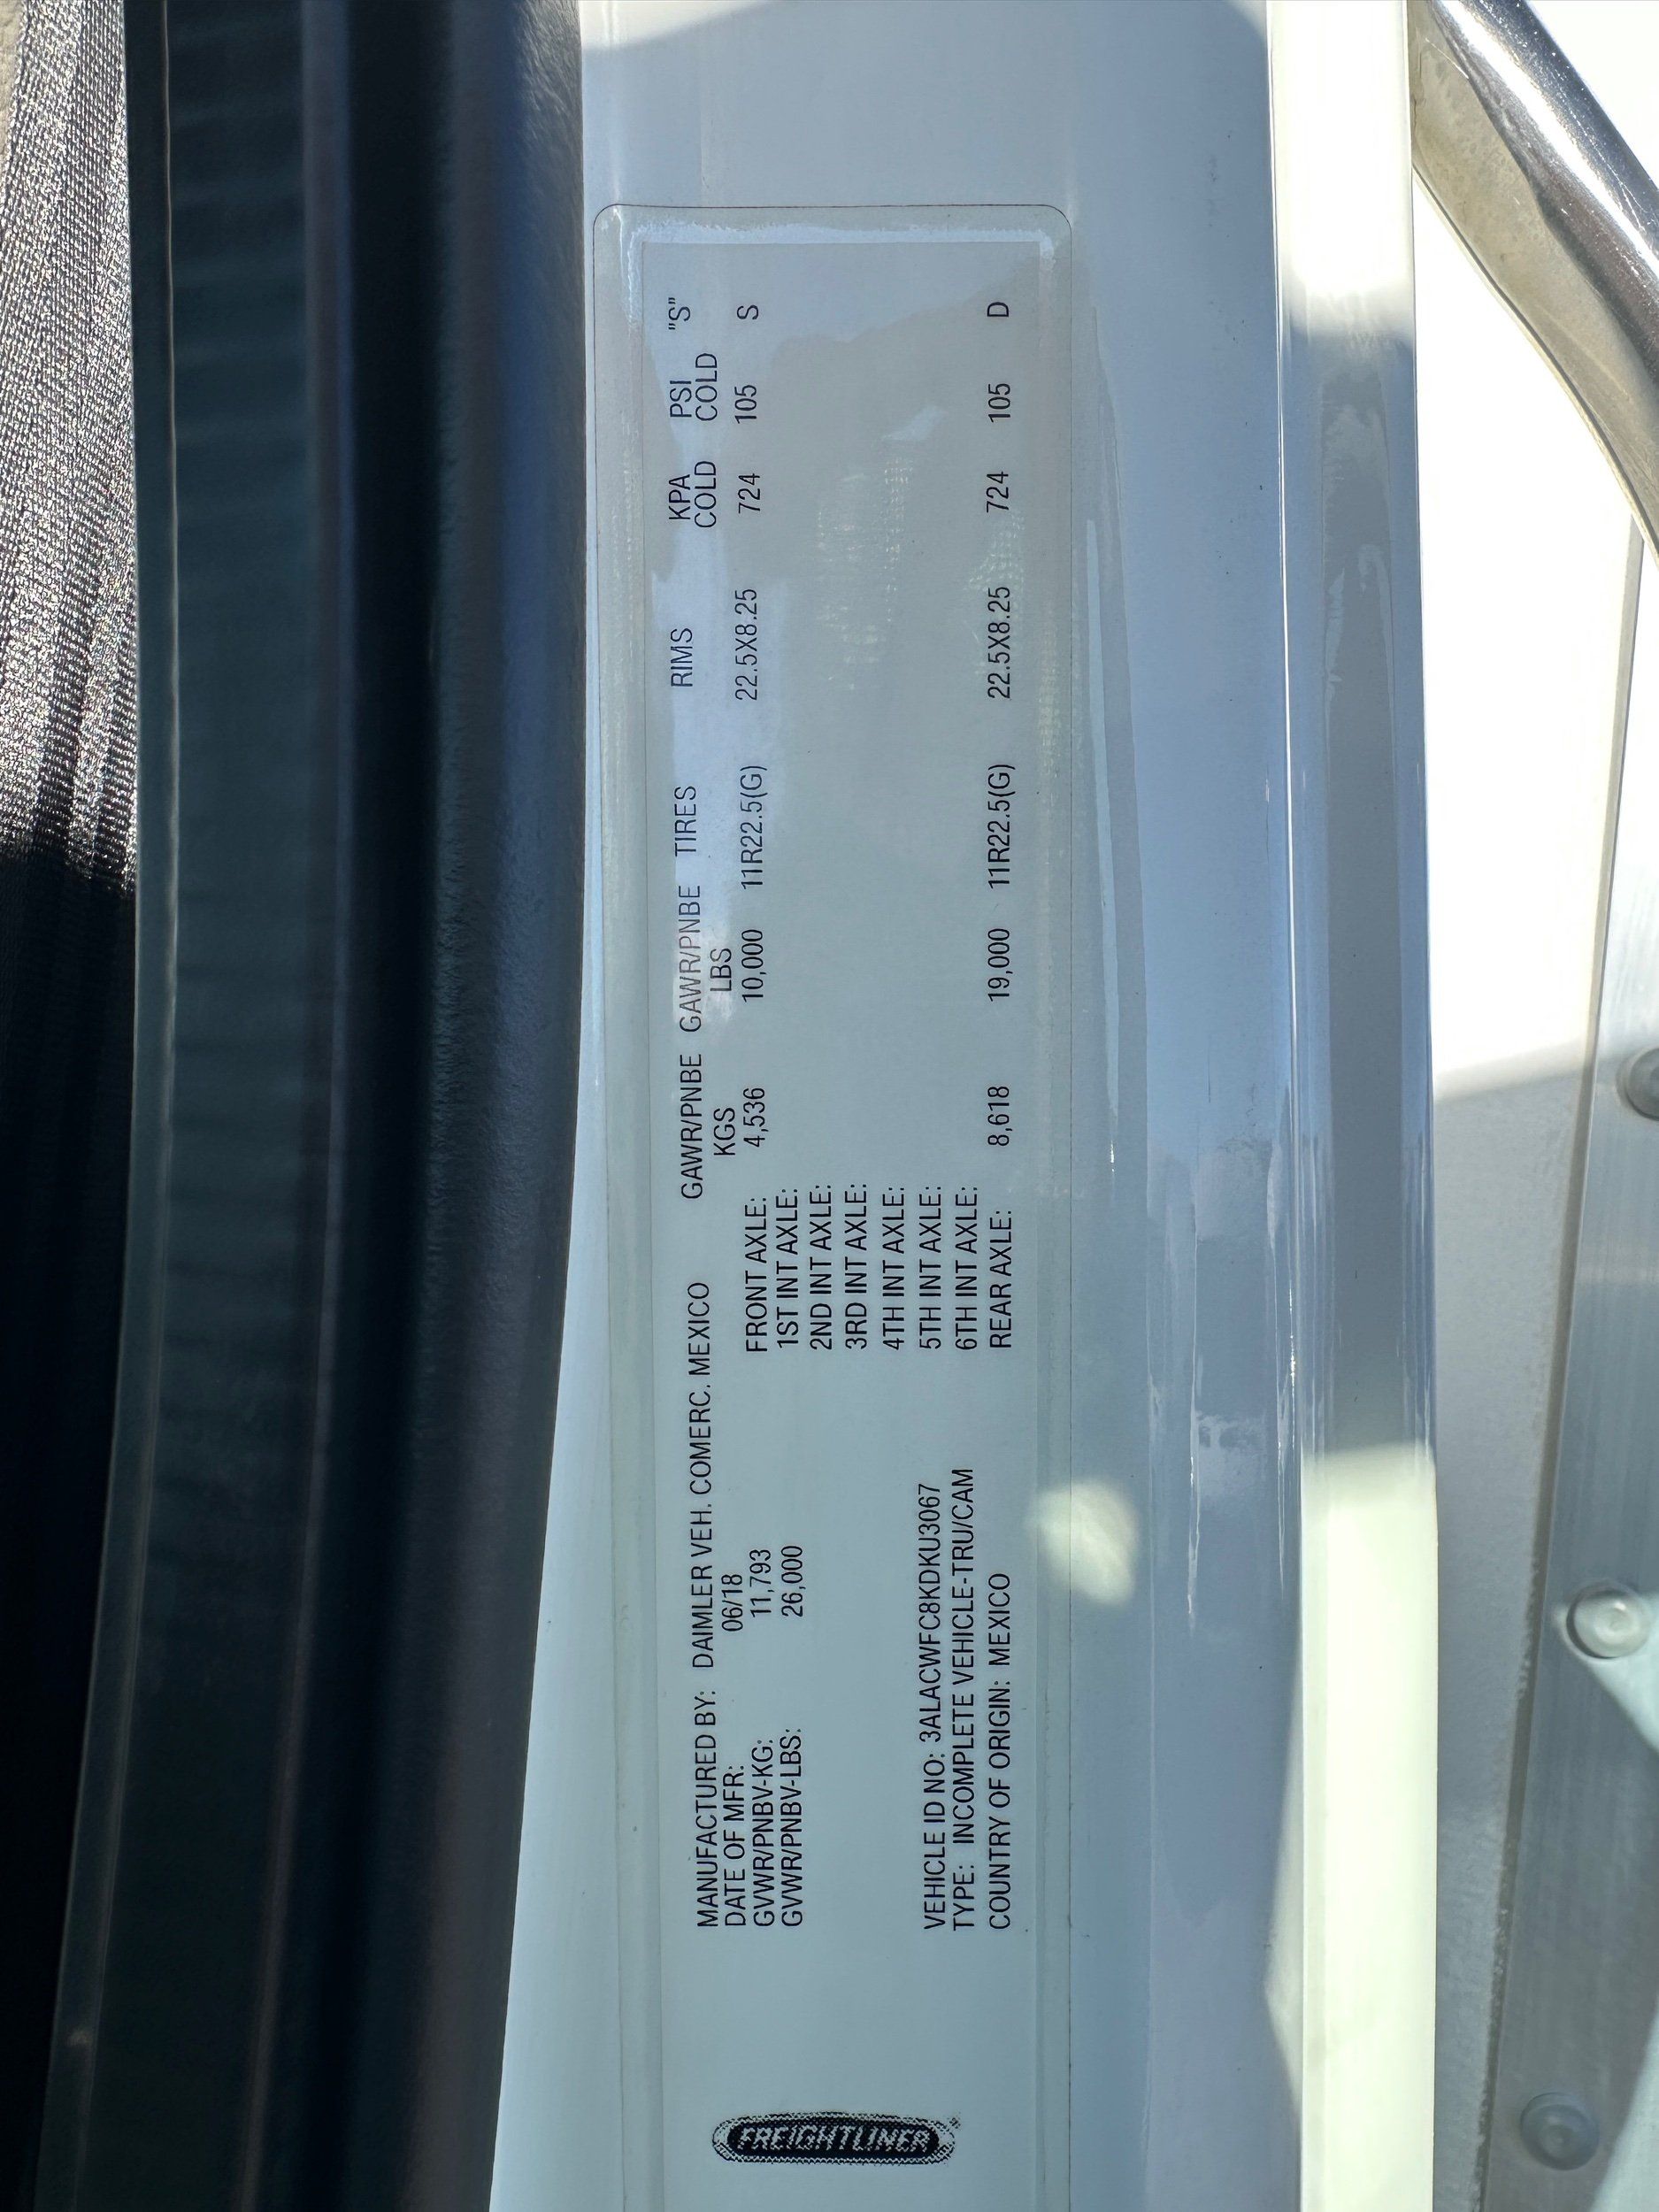 FREIGHTLINER®
MANUFACTURED BY: DAIMLER VEH. COMERC. MEXICO
DATE OF MFR: 06/18
GVWR/PNBV-KG: 11,793
GVWR/PNBV-LBS: 26,000
VEHICLE ID NO: 3ALACWFC8KDKU3067
TYPE: INCOMPLETE VEHICLE-TRU/CAM
COUNTRY OF ORIGIN: MEXICO
GAWR/PNBE GAWR/PNBE TIRES RIMS KPA PSI "S"
KGS LBS COLD COLD
FRONT AXLE: 4,536 10,000 11R22.5(G) 22.5X8.25 724 105 S
1ST INT AXLE:
2ND INT AXLE:
3RD INT AXLE:
4TH INT AXLE:
5TH INT AXLE:
6TH INT AXLE:
REAR AXLE: 8,618 19,000 11R22.5(G) 22.5X8.25 724 105 D